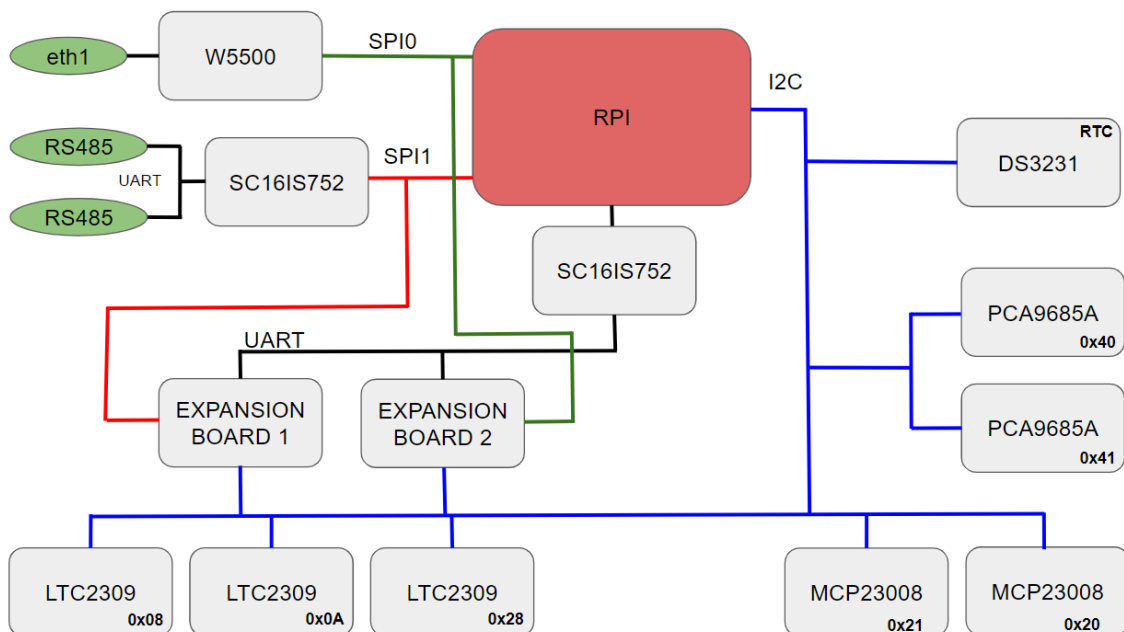 eth1
W5500
SPI0
RPI
I2C
RTC
DS3231
RS485
UART
RS485
SC16IS752
SPI1
SC16IS752
PCA9685A
0x40
UART
EXPANSION
BOARD 1
EXPANSION
BOARD 2
PCA9685A
0x41
LTC2309
0x08
LTC2309
0x0A
LTC2309
0x28
MCP23008
0x21
MCP23008
0x20